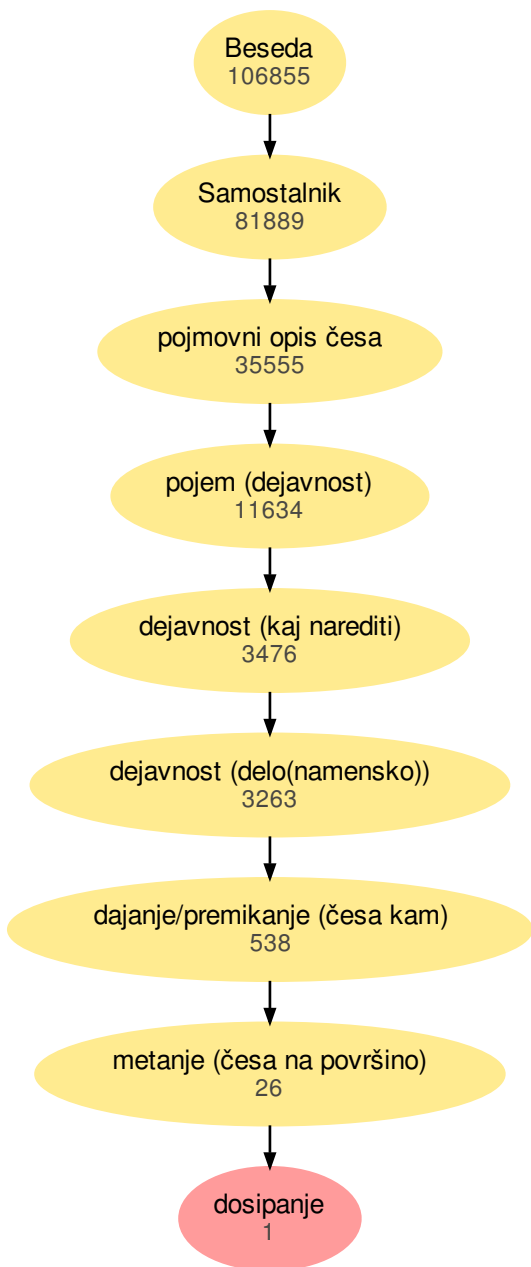 Beseda
106855
Samostalnik
81889
pojmovni opis česa
35555
pojem (dejavnost)
11634
dejavnost (kaj narediti)
3476
dejavnost (delo(namensko))
3263
dajanje/premikanje (česa kam)
538
metanje (česa na površino)
26
dosipanje
1